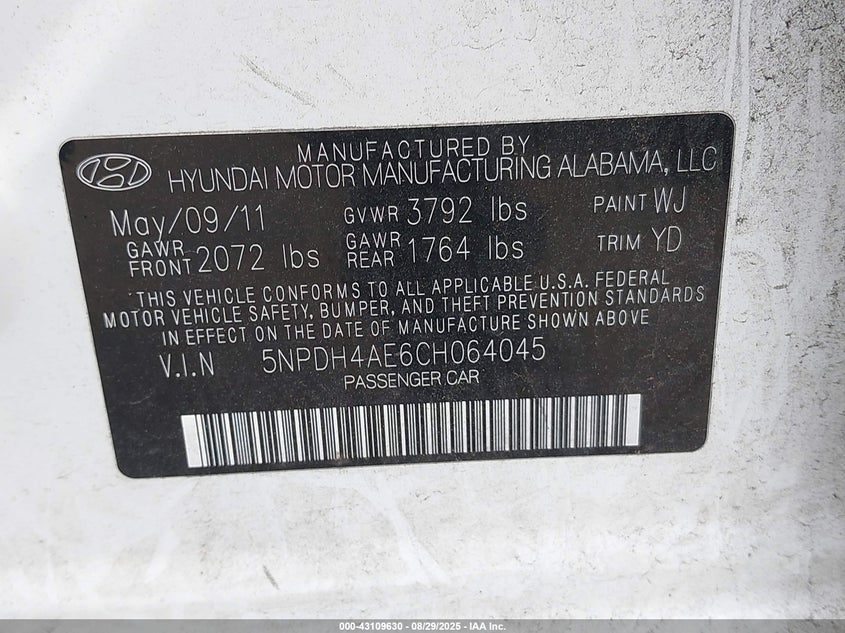 MANUFACTURED BY
HYUNDAI MOTOR MANUFACTURING ALABAMA, LLC
May/09/11 GVWR 3792 lbs PAINT WJ
GAWR FRONT 2072 lbs GAWR REAR 1764 lbs TRIM YD
THIS VEHICLE CONFORMS TO ALL APPLICABLE U.S.A. FEDERAL
MOTOR VEHICLE SAFETY, BUMPER, AND THEFT PREVENTION STANDARDS
IN EFFECT ON THE DATE OF MANUFACTURE SHOWN ABOVE
V.I.N 5NPDH4AE6CH064045
PASSENGER CAR
000-43109630 - 08/29/2025 - IAA Inc.